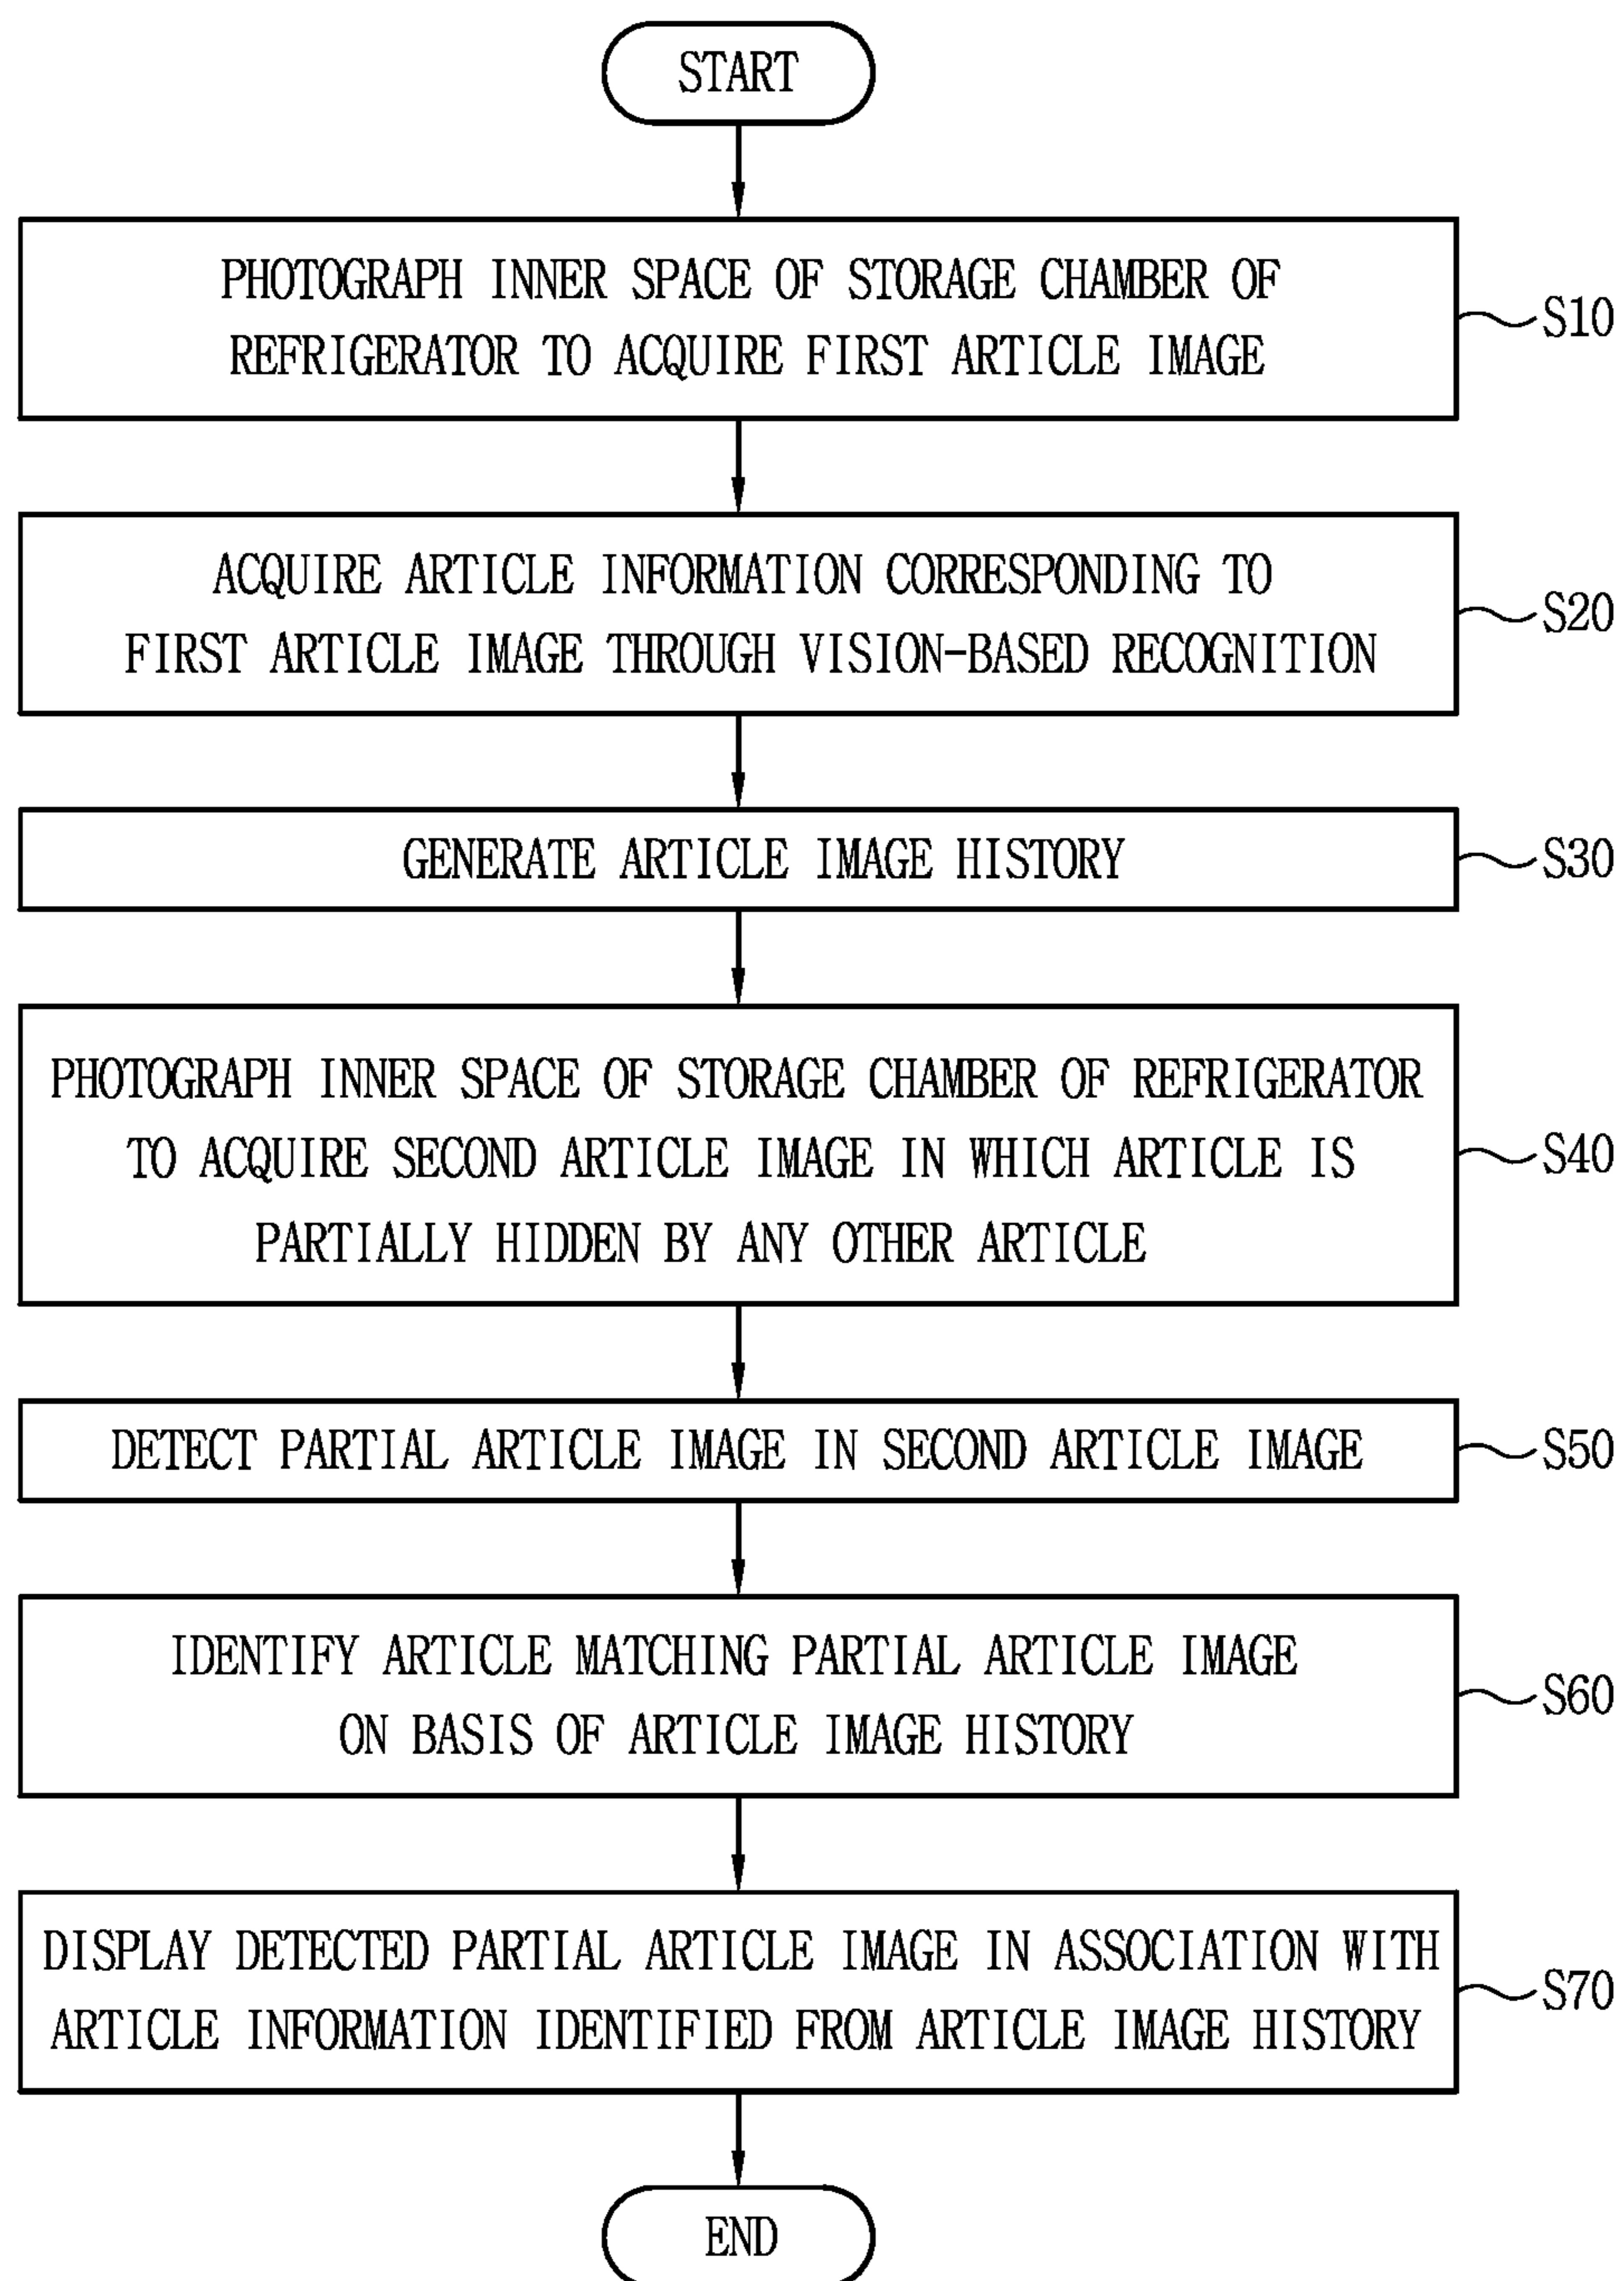 START
PHOTOGRAPH INNER SPACE OF STORAGE CHAMBER OF
REFRIGERATOR TO ACQUIRE FIRST ARTICLE IMAGE
S10
ACQUIRE ARTICLE INFORMATION CORRESPONDING TO
FIRST ARTICLE IMAGE THROUGH VISION-BASED RECOGNITION
S20
GENERATE ARTICLE IMAGE HISTORY
S30
PHOTOGRAPH INNER SPACE OF STORAGE CHAMBER OF REFRIGERATOR
TO ACQUIRE SECOND ARTICLE IMAGE IN WHICH ARTICLE IS
PARTIALLY HIDDEN BY ANY OTHER ARTICLE
S40
DETECT PARTIAL ARTICLE IMAGE IN SECOND ARTICLE IMAGE
S50
IDENTIFY ARTICLE MATCHING PARTIAL ARTICLE IMAGE
ON BASIS OF ARTICLE IMAGE HISTORY
S60
DISPLAY DETECTED PARTIAL ARTICLE IMAGE IN ASSOCIATION WITH
ARTICLE INFORMATION IDENTIFIED FROM ARTICLE IMAGE HISTORY
S70
END